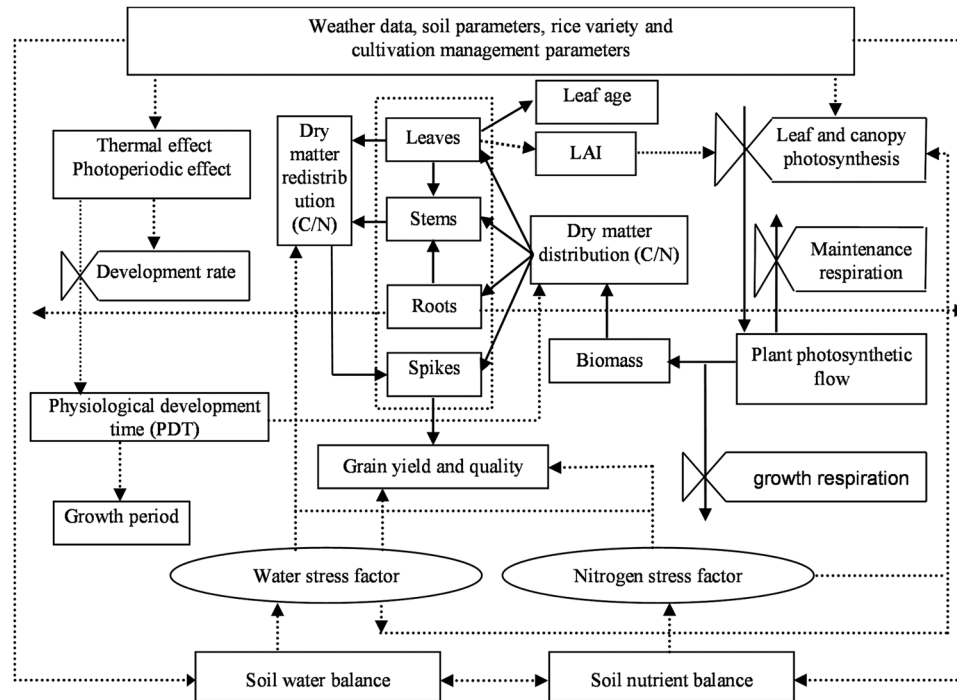 Weather data, soil parameters, rice variety and
cultivation management parameters
Thermal effect
Photoperiodic effect
Dry
matter
redistrib
ution
(C/N)
Leaves
Leaf age
LAI
Leaf and canopy
photosynthesis
Stems
Dry matter
distribution (C/N)
Maintenance
respiration
Development rate
Roots
Biomass
Plant photosynthetic
flow
Spikes
Physiological development
time (PDT)
Grain yield and quality
growth respiration
Growth period
Water stress factor
Nitrogen stress factor
Soil water balance
Soil nutrient balance